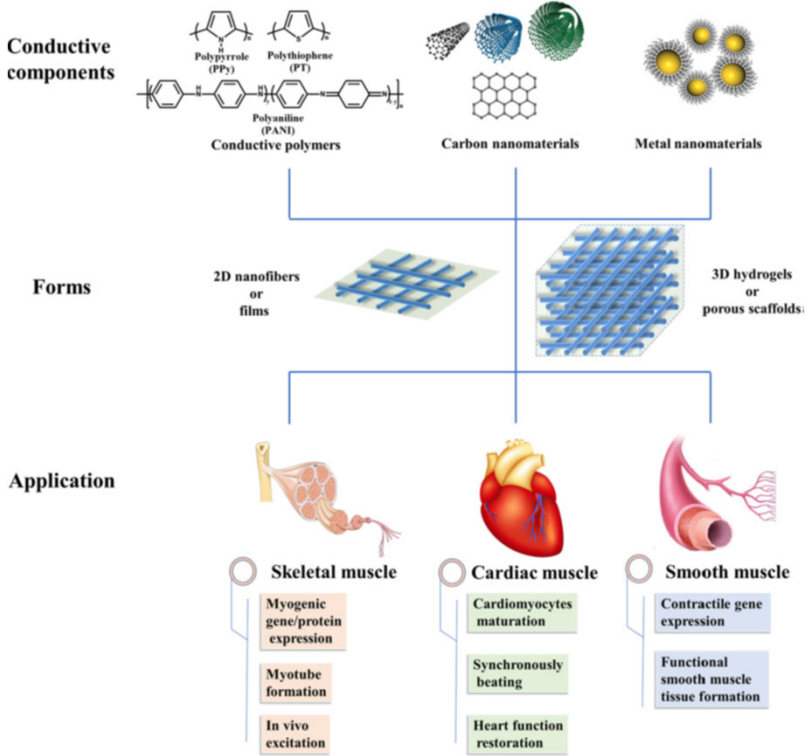 Conductive
components
Polypyrrole
(PPy)
Polythiophene
(PT)
Polyaniline
(PANI)
Conductive polymers
Carbon nanomaterials
Metal nanomaterials
Forms
2D nanofibers
or
films
3D hydrogels
or
porous scaffolds
Application
Skeletal muscle
Myogenic
gene/protein
expression
Myotube
formation
In vivo
excitation
Cardiac muscle
Cardiomyocytes
maturation
Synchronously
beating
Heart function
restoration
Smooth muscle
Contractile gene
expression
Functional
smooth muscle
tissue formation